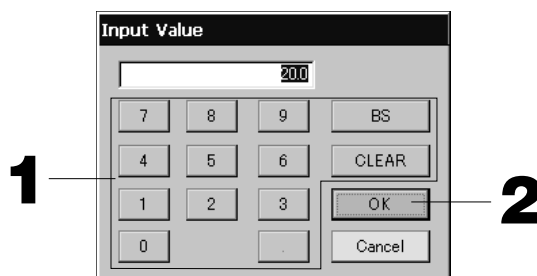 Input Value
20.0
7 8 9 BS
4 5 6 CLEAR
1 2 3 OK
0 . Cancel
1
2